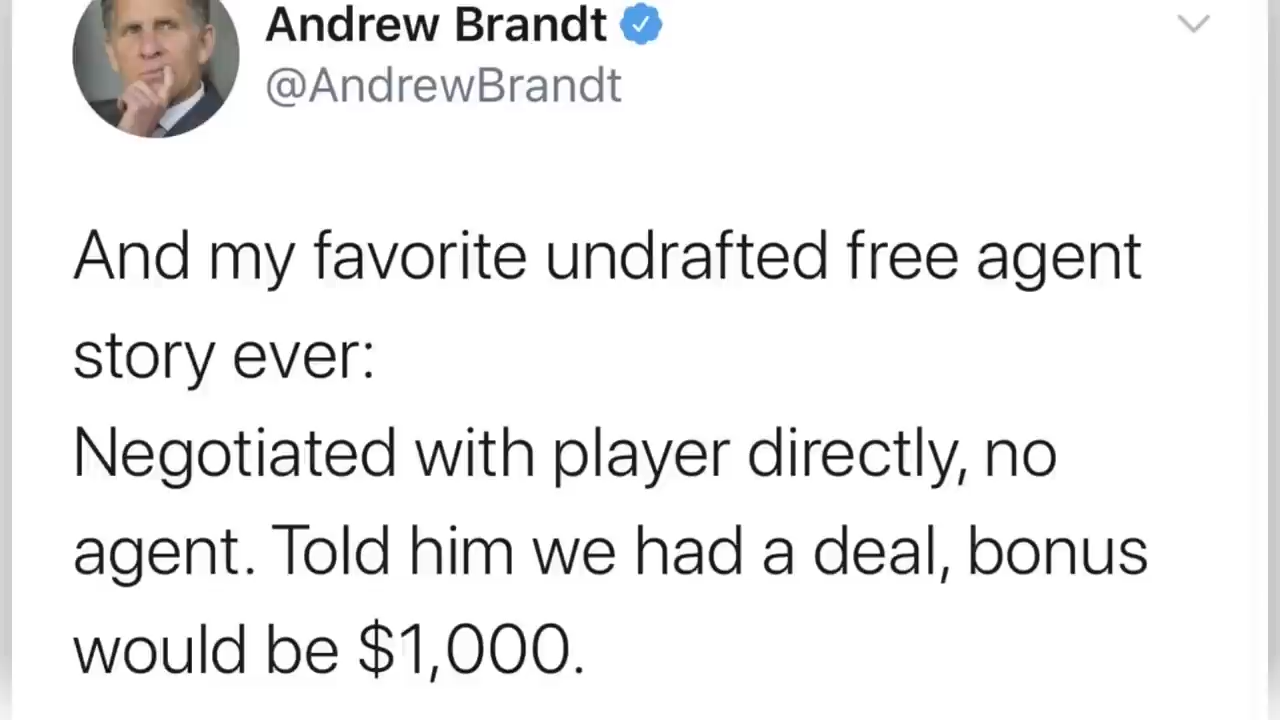 Andrew Brandt
@AndrewBrandt
And my favorite undrafted free agent
story ever:
Negotiated with player directly, no
agent. Told him we had a deal, bonus
would be $1,000.